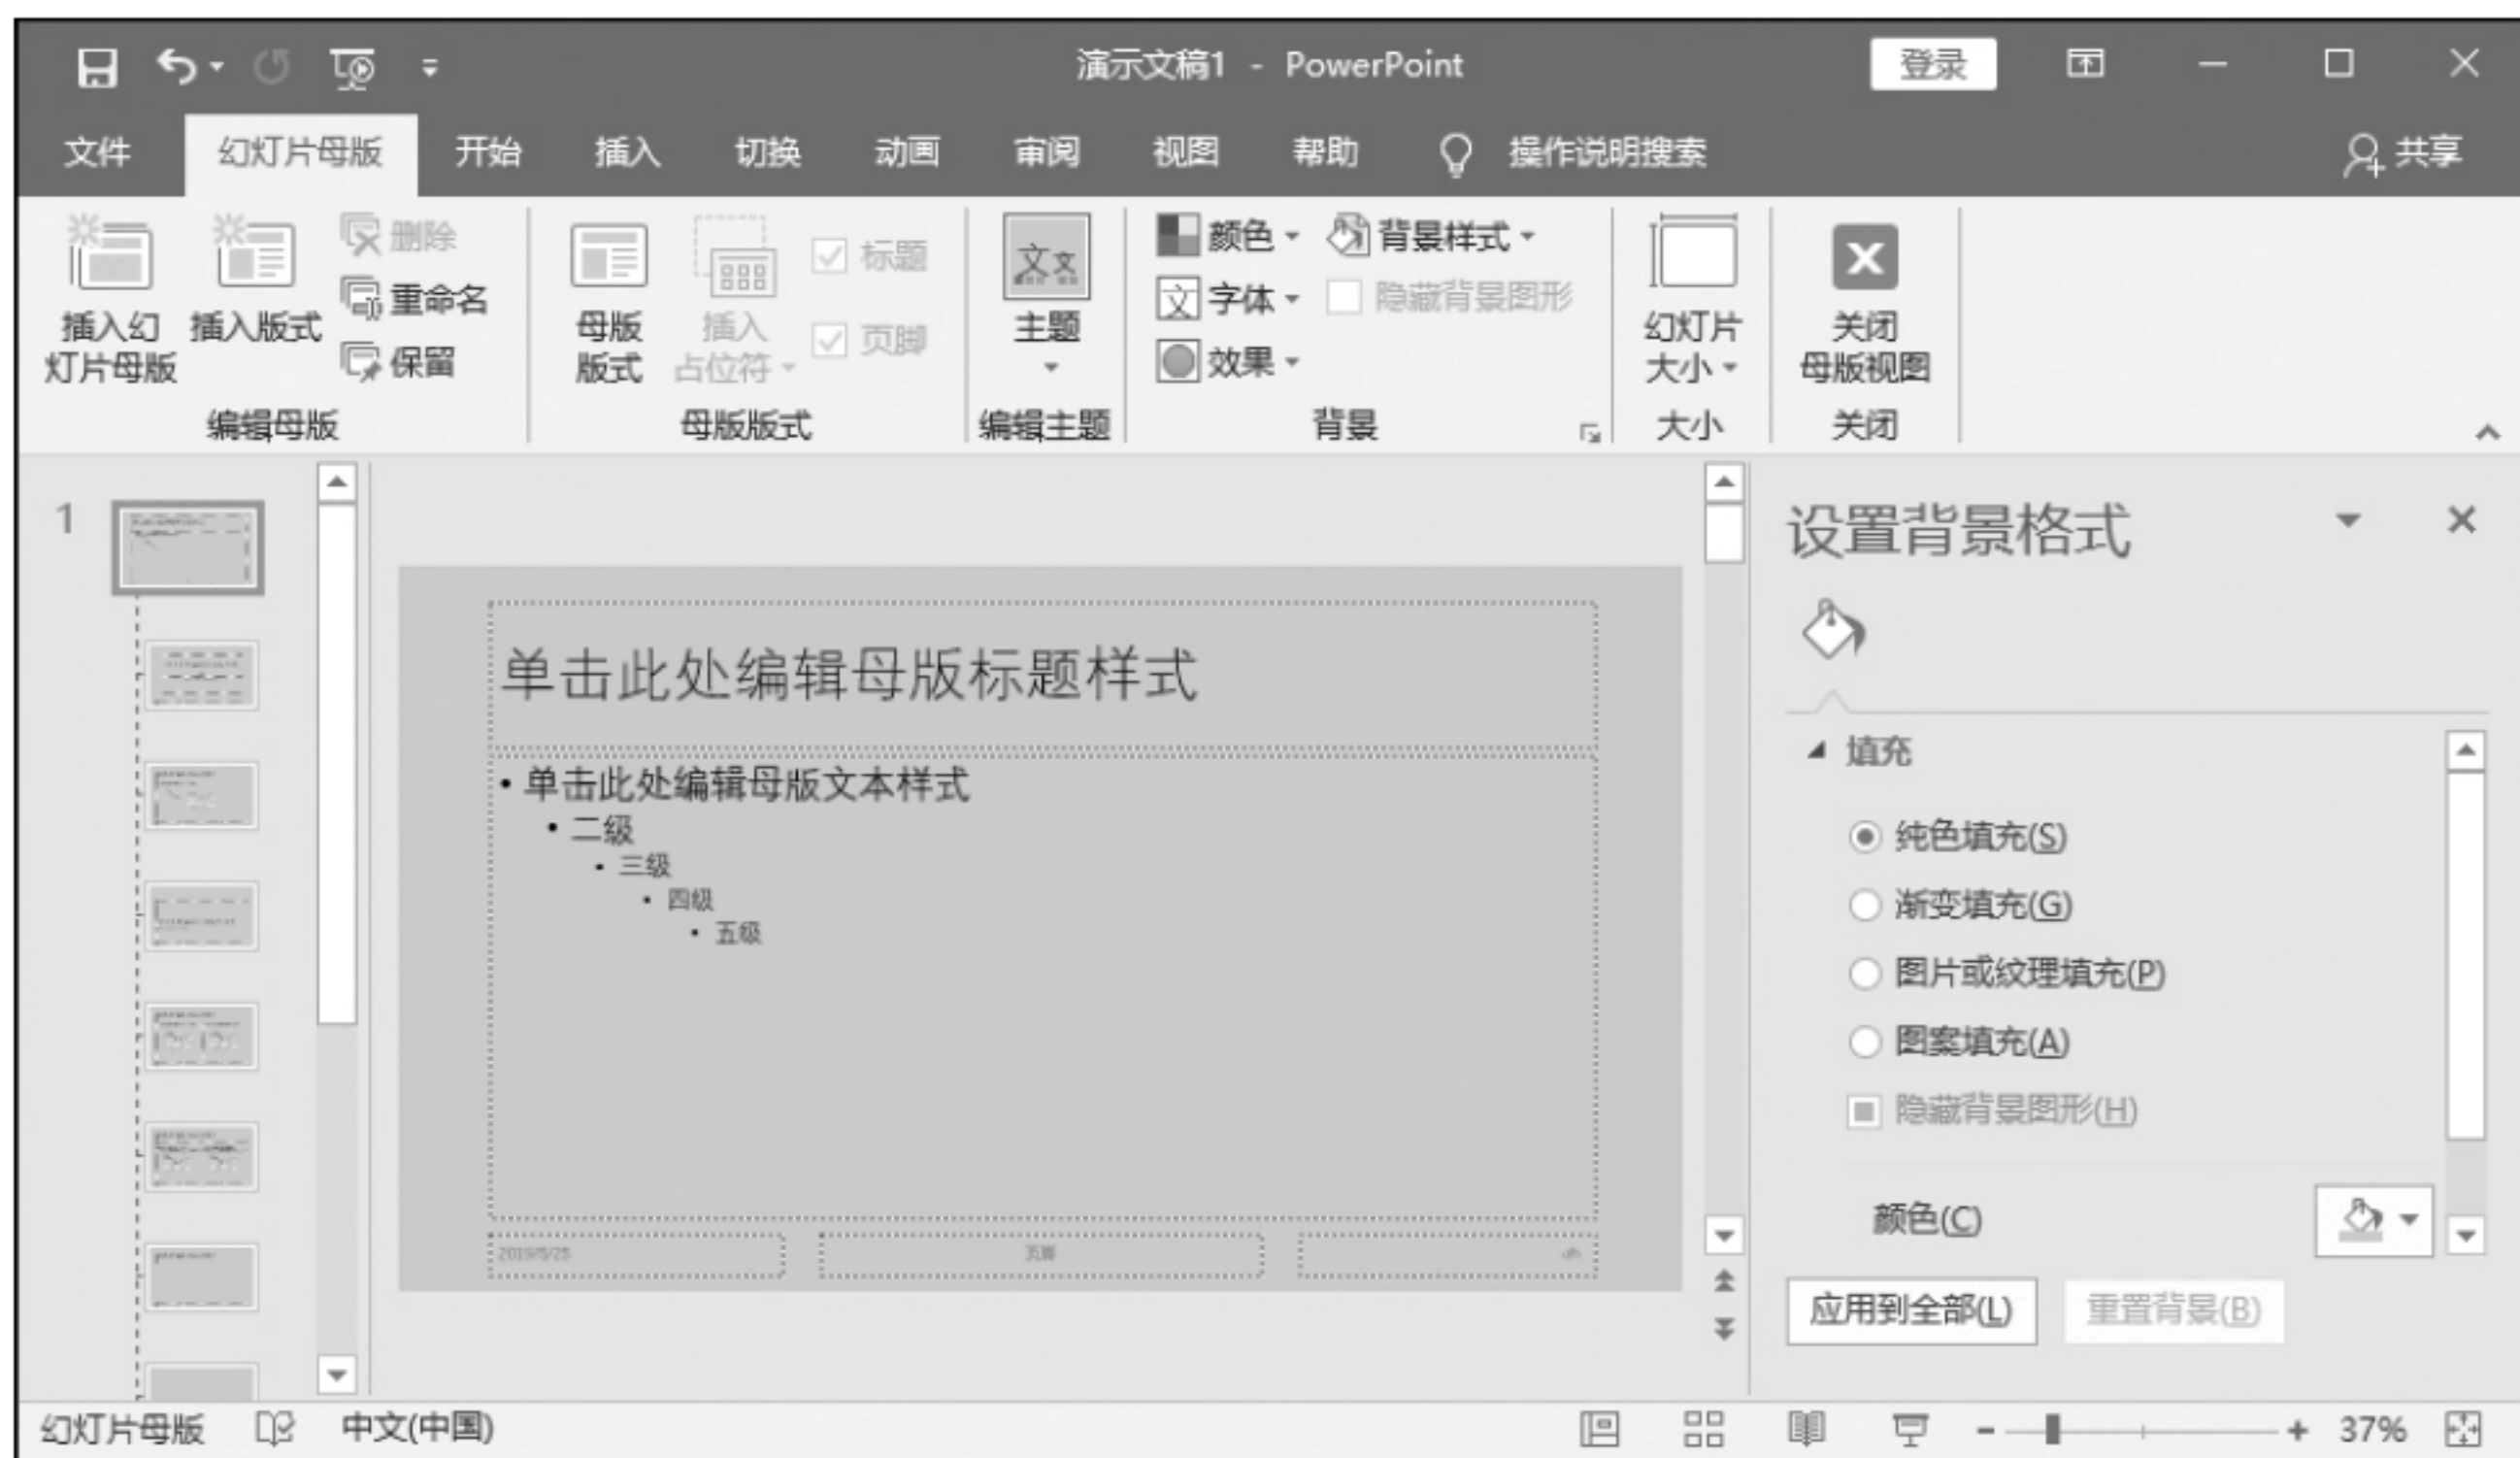 演示文稿1 - PowerPoint 登录
文件 幻灯片母版 开始 插入 切换 动画 审阅 视图 帮助 操作说明搜索 共享
插入幻灯片母版
插入版式
删除
重命名
保留
编辑母版
母版版式
插入占位符
标题
页脚
母版版式
文文
主题
编辑主题
颜色
文 字体
效果
背景样式
隐藏背景图形
背景
幻灯片大小
大小
关闭母版视图
关闭
1
单击此处编辑母版标题样式
• 单击此处编辑母版文本样式
• 二级
• 三级
• 四级
• 五级
2019/5/25 页脚
设置背景格式
填充
纯色填充(S)
渐变填充(G)
图片或纹理填充(P)
图案填充(A)
隐藏背景图形(H)
颜色(C)
应用到全部(L) 重置背景(B)
幻灯片母版 中文(中国) 37%